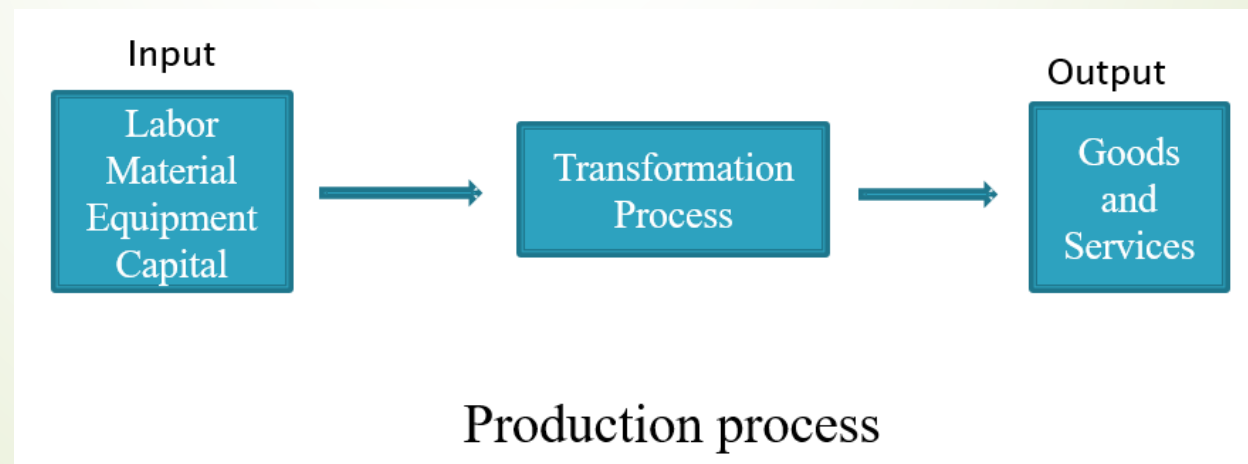 Input
Labor
Material
Equipment
Capital
Transformation
Process
Output
Goods
and
Services
Production process